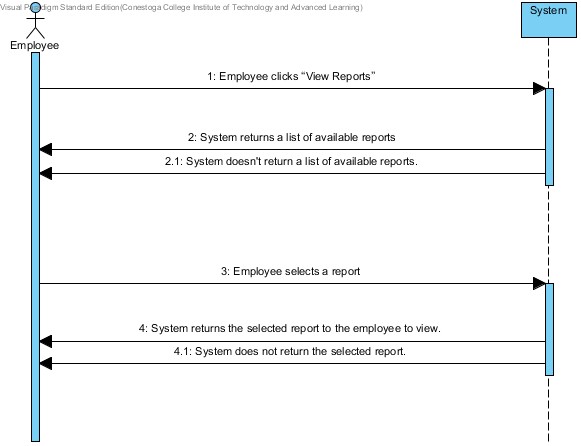 Visual Paradigm Standard Edition(Conestoga College Institute of Technology and Advanced Learning)
System
Employee
1: Employee clicks “View Reports”
2: System returns a list of available reports
2.1: System doesn't return a list of available reports.
3: Employee selects a report
4: System returns the selected report to the employee to view.
4.1: System does not return the selected report.